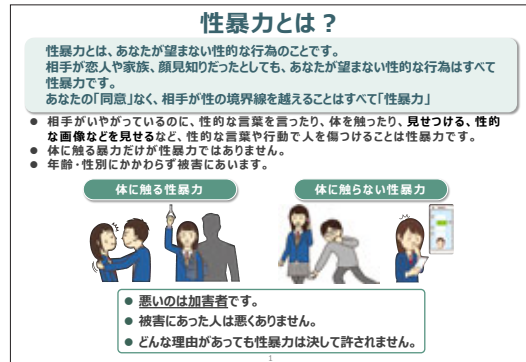 性暴力とは？
性暴力とは、あなたが望まない性的な行為のことです。
相手が恋人や家族、顔見知りだったとしても、あなたが望まない性的な行為はすべて
性暴力です。
あなたの「同意」なく、相手が性の境界線を越えることはすべて「性暴力」
● 相手がいやがっているのに、性的な言葉を言ったり、体を触ったり、見せつける、性的
な画像などを見せるなど、性的な言葉や行動で人を傷つけることは性暴力です。
● 体に触る暴力だけが性暴力ではありません。
● 年齢・性別にかかわらず被害にあいます。
体に触る性暴力
体に触らない性暴力
● 悪いのは加害者です。
● 被害にあった人は悪くありません。
● どんな理由があっても性暴力は決して許されません。
1